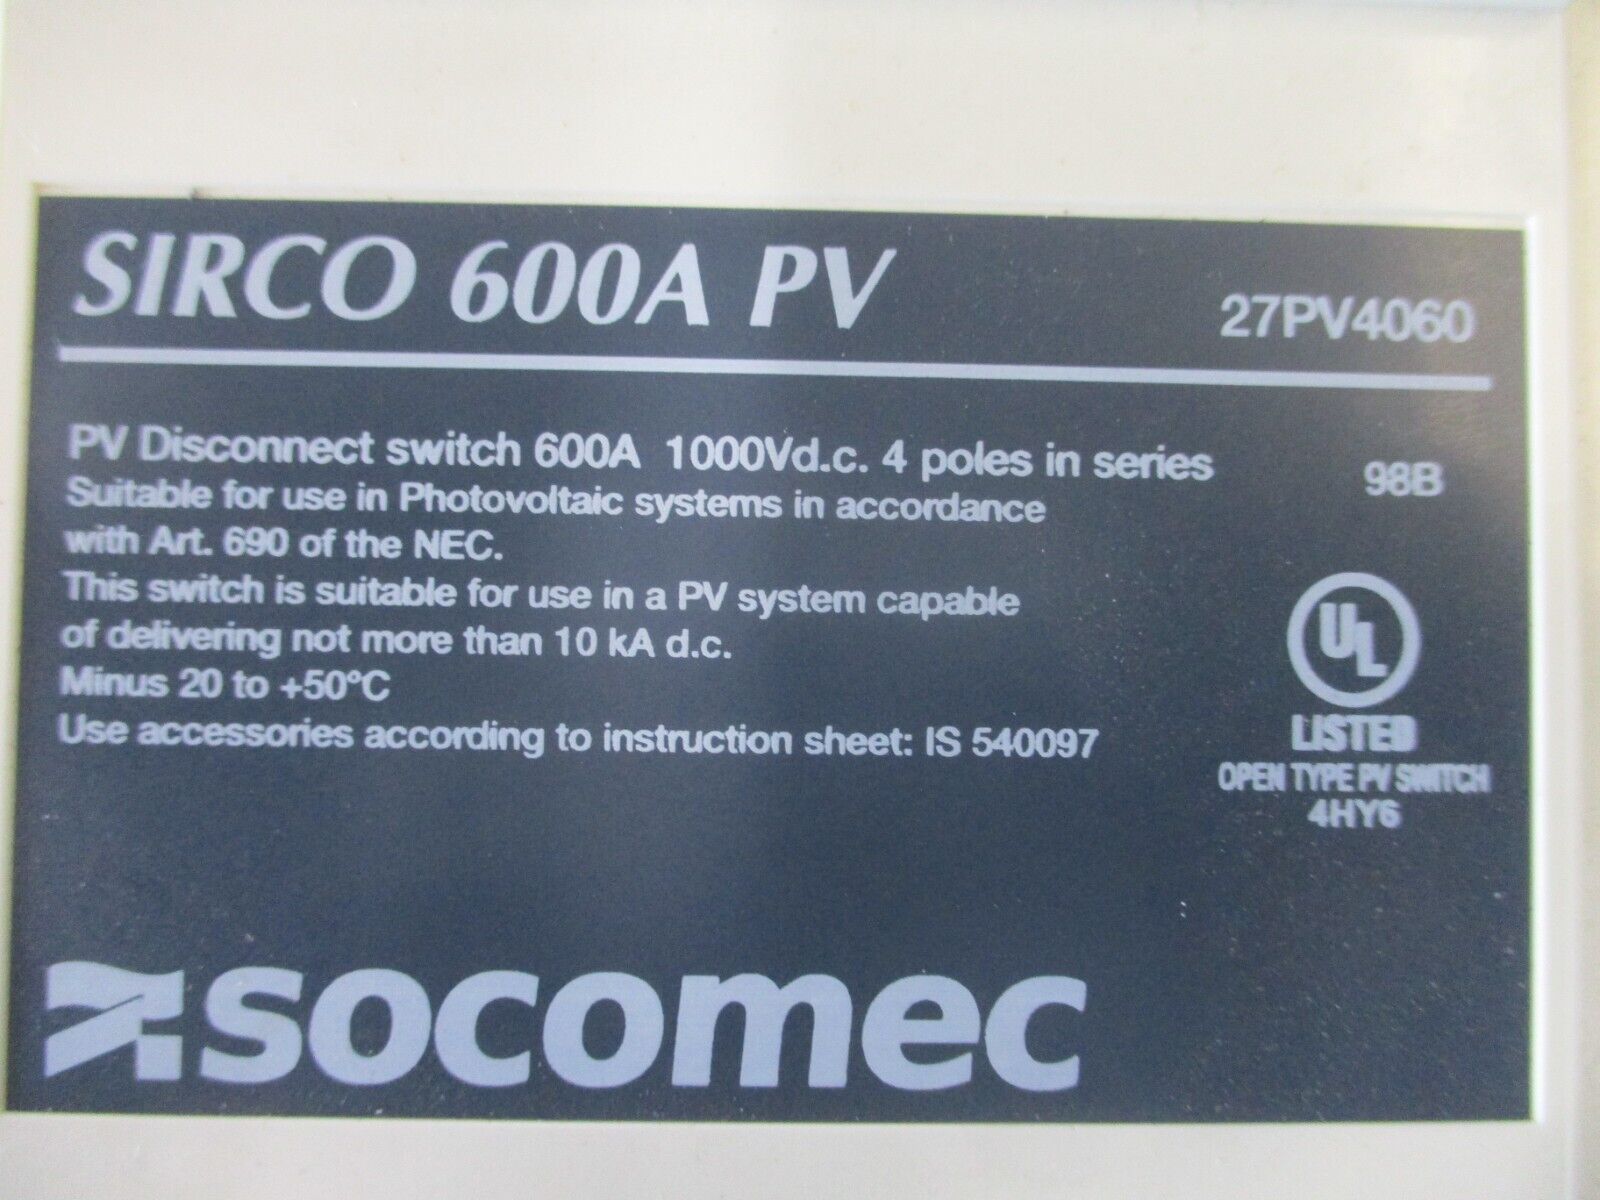 SIRCO 600A PV
27PV4060
PV Disconnect switch 600A 1000Vd.c. 4 poles in series
98B
Suitable for use in Photovoltaic systems in accordance
with Art. 690 of the NEC.
This switch is suitable for use in a PV system capable
of delivering not more than 10 kA d.c.
Minus 20 to +50°C
Use accessories according to instruction sheet: IS 540097
UL
LISTED
OPEN TYPE PV SWITCH
4HY6
socomec